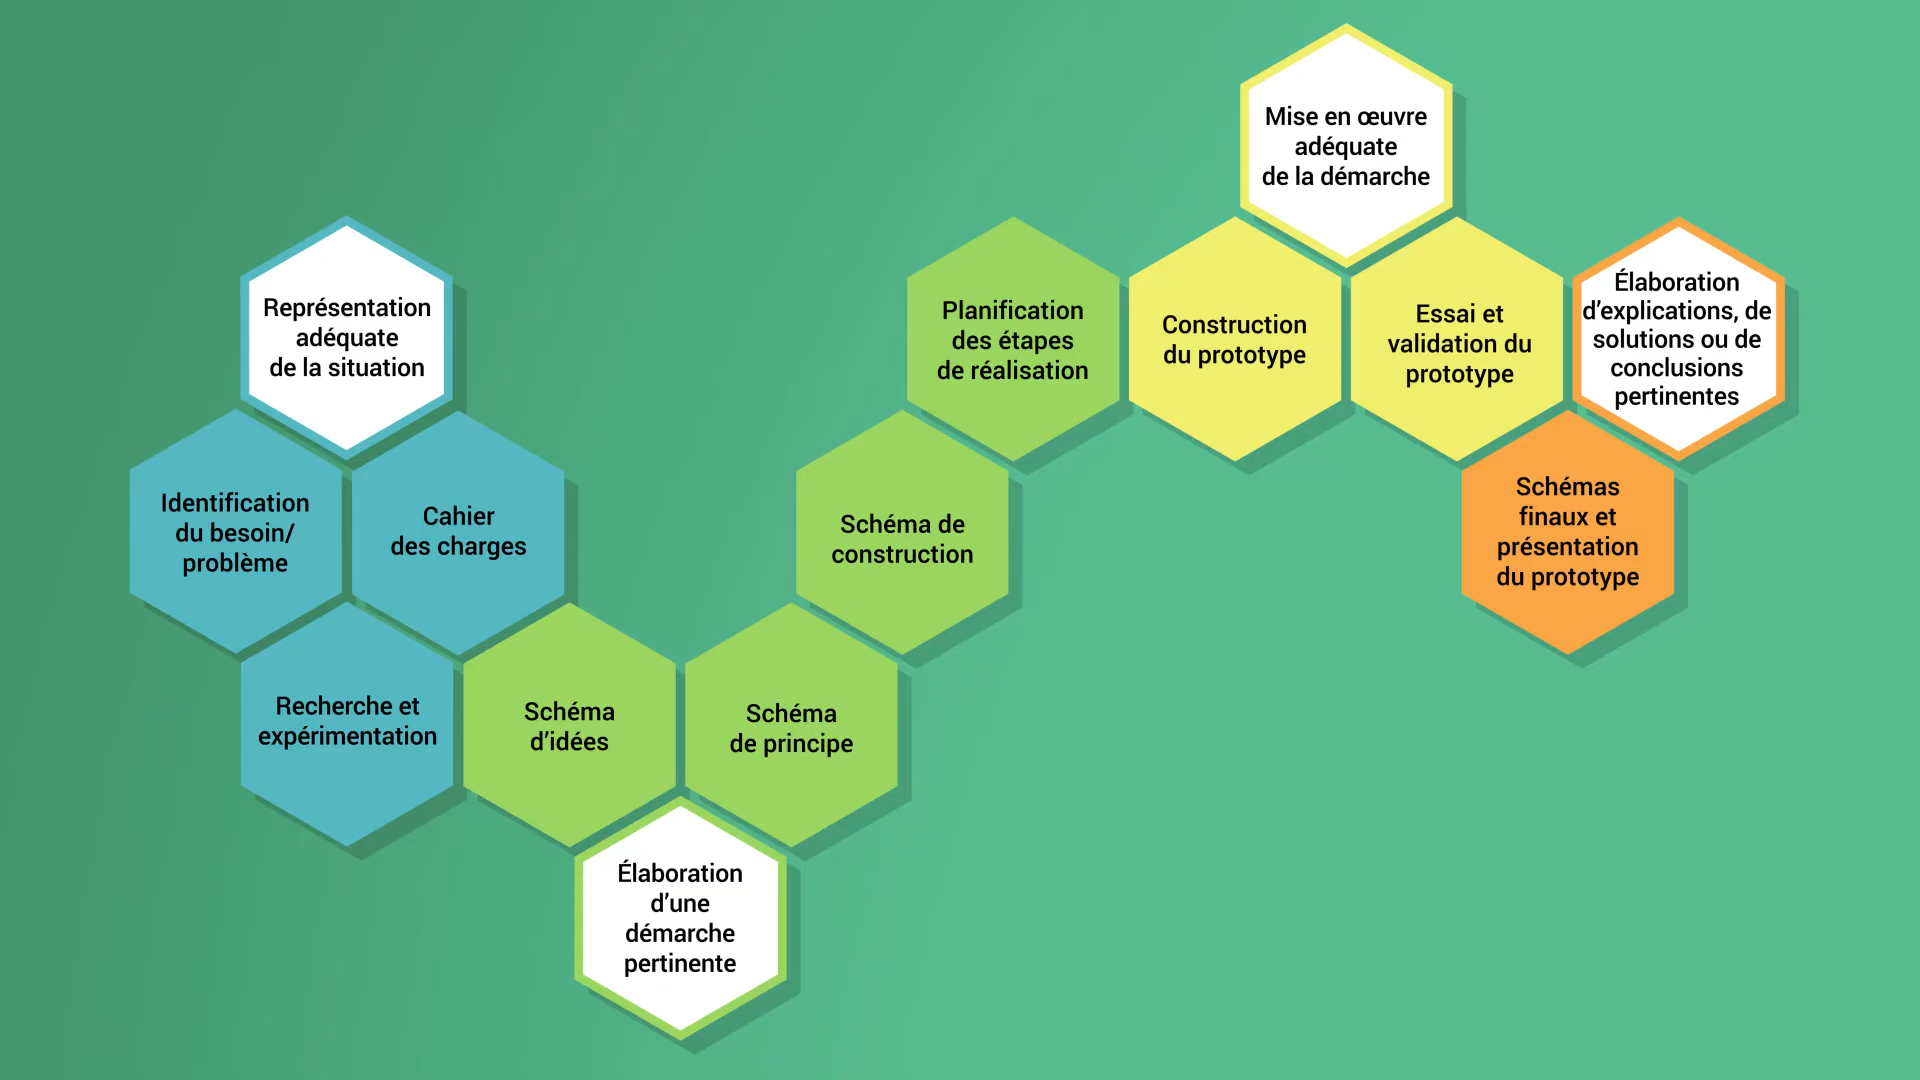 Représentation
adéquate
de la situation
Identification
du besoin/
problème
Cahier
des charges
Recherche et
expérimentation
Schéma
d’idées
Schéma
de principe
Élaboration
d’une
démarche
pertinente
Schéma de
construction
Planification
des étapes
de réalisation
Construction
du prototype
Mise en œuvre
adéquate
de la démarche
Essai et
validation du
prototype
Élaboration
d’explications, de
solutions ou de
conclusions
pertinentes
Schémas
finaux et
présentation
du prototype